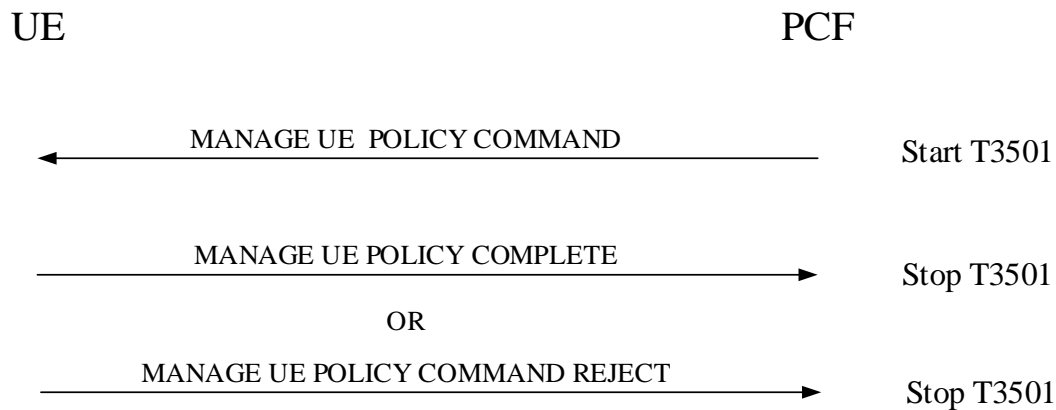 UE PCF
MANAGE UE POLICY COMMAND Start T3501
MANAGE UE POLICY COMPLETE Stop T3501
OR
MANAGE UE POLICY COMMAND REJECT Stop T3501